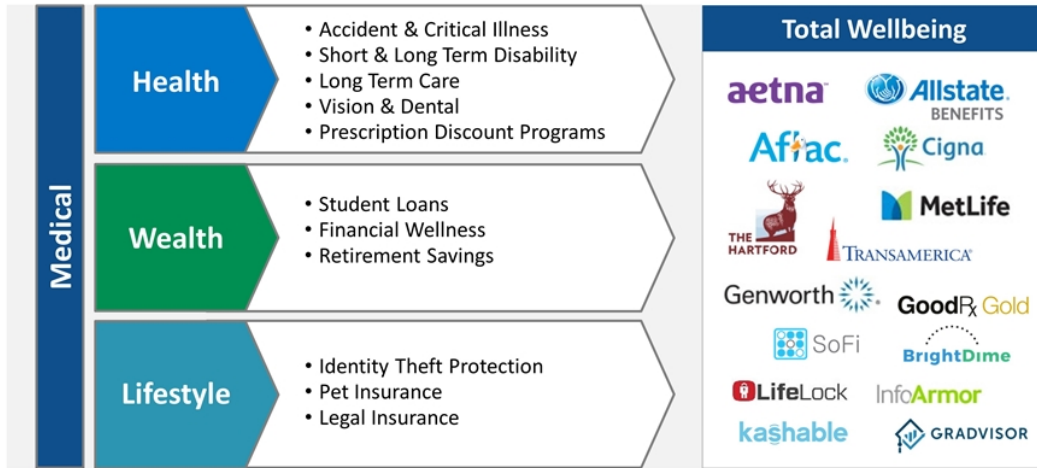 Medical
Health
• Accident & Critical Illness
• Short & Long Term Disability
• Long Term Care
• Vision & Dental
• Prescription Discount Programs
Wealth
• Student Loans
• Financial Wellness
• Retirement Savings
Lifestyle
• Identity Theft Protection
• Pet Insurance
• Legal Insurance
Total Wellbeing
aetna
Allstate.
BENEFITS
Aflac.
Cigna
THE
HARTFORD
MetLife
TRANSAMERICA®
Genworth
GoodRx Gold
SoFi
BrightDime
LifeLock
InfoArmor
kashable
GRADVISOR